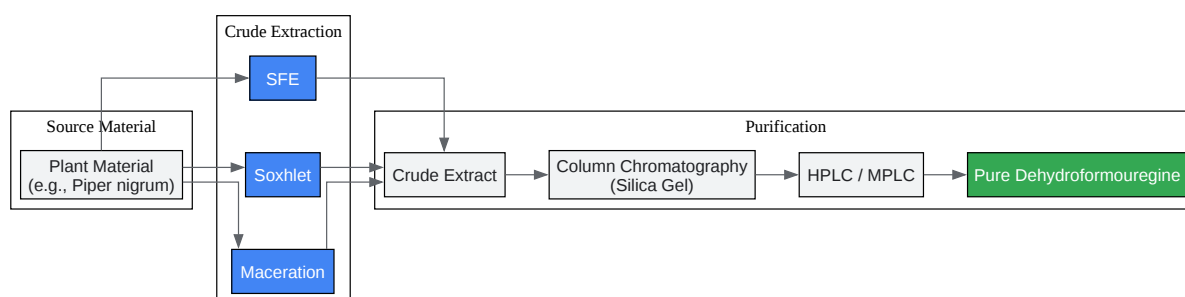 Crude Extraction
SFE
Source Material
Purification
Plant Material
(e.g., Piper nigrum)
Soxhlet
Crude Extract
Column Chromatography
(Silica Gel)
HPLC / MPLC
Pure Dehydroformouregine
Maceration